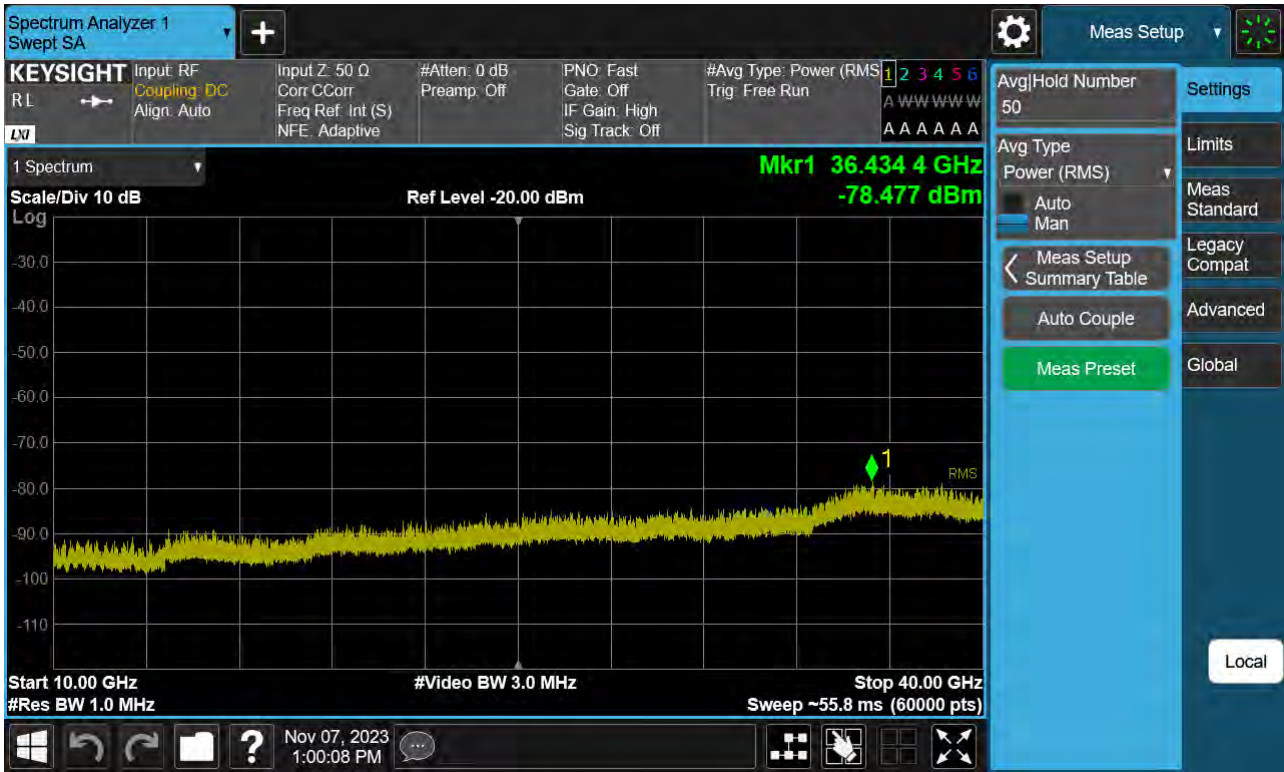 Spectrum Analyzer 1
Swept SA
+
Meas Setup
KEYSIGHT
R L
LXI
Input: RF
Coupling: DC
Align: Auto
Input Z: 50 Ω
Corr CCorr
Freq Ref: Int (S)
NFE: Adaptive
#Atten: 0 dB
Preamp: Off
PNO: Fast
Gate: Off
IF Gain: High
Sig Track: Off
#Avg Type: Power (RMS
Trig: Free Run
1 2 3 4 5 6
A W W W W W
A A A A A A
1 Spectrum
Mkr1 36.434 4 GHz
-78.477 dBm
Scale/Div 10 dB
Ref Level -20.00 dBm
Log
-30.0
-40.0
-50.0
-60.0
-70.0
-80.0
-90.0
-100
-110
1
RMS
Start 10.00 GHz
#Video BW 3.0 MHz
Stop 40.00 GHz
#Res BW 1.0 MHz
Sweep ~55.8 ms (60000 pts)
Avg|Hold Number
50
Avg Type
Power (RMS)
Auto
Man
Meas Setup
Summary Table
Auto Couple
Meas Preset
Settings
Limits
Meas
Standard
Legacy
Compat
Advanced
Global
Local
?
Nov 07, 2023
1:00:08 PM